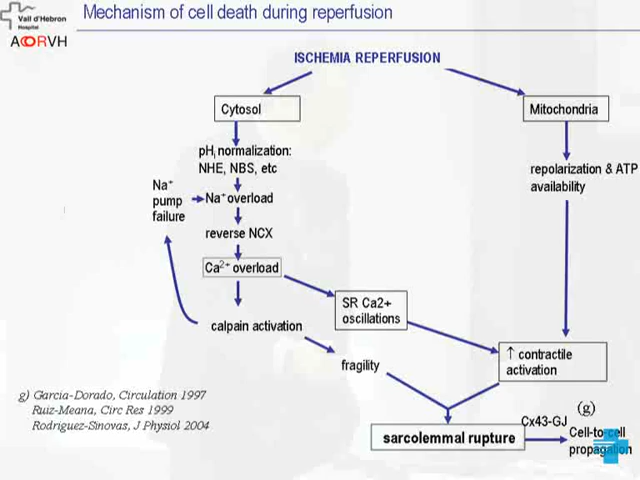 Vall d'Hebron
Hospital
ACORVH
Mechanism of cell death during reperfusion
ISCHEMIA REPERFUSION
Cytosol
Mitochondria
pHi normalization:
NHE, NBS, etc
repolarization & ATP
availability
Na+
pump
failure
Na+ overload
reverse NCX
Ca2+ overload
SR Ca2+
oscillations
calpain activation
fragility
↑ contractile
activation
g) Garcia-Dorado, Circulation 1997
Ruiz-Meana, Circ Res 1999
Rodriguez-Sinovas, J Physiol 2004
(g)
Cx43-GJ
sarcolemmal rupture
Cell-to-cell
propagation